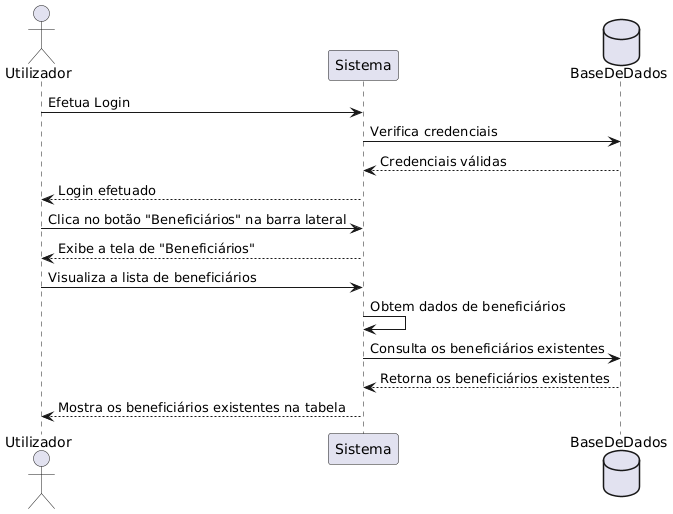 Utilizador
Sistema
BaseDeDados
Efetua Login
Verifica credenciais
Credenciais válidas
Login efetuado
Clica no botão "Beneficiários" na barra lateral
Exibe a tela de "Beneficiários"
Visualiza a lista de beneficiários
Obtem dados de beneficiários
Consulta os beneficiários existentes
Retorna os beneficiários existentes
Mostra os beneficiários existentes na tabela
Utilizador
Sistema
BaseDeDados